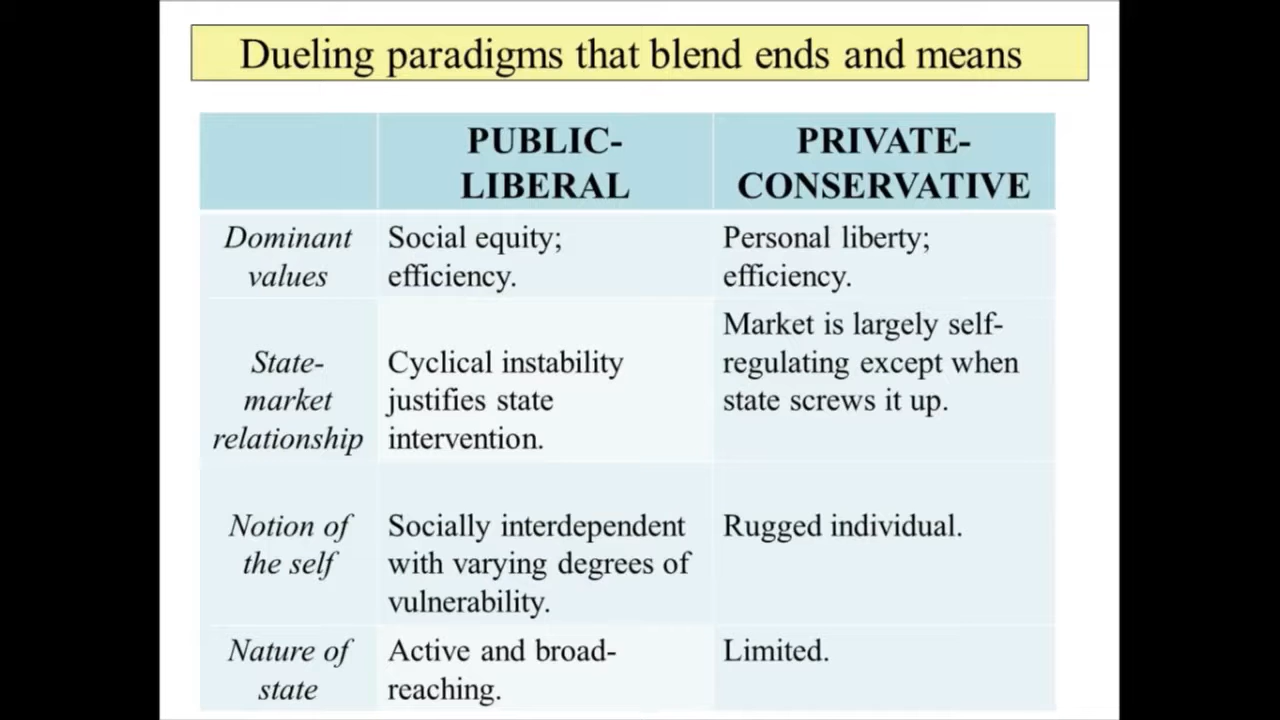 Dueling paradigms that blend ends and means
PUBLIC-
LIBERAL
PRIVATE-
CONSERVATIVE
Dominant
values
Social equity;
efficiency.
Personal liberty;
efficiency.
State-
market
relationship
Cyclical instability
justifies state
intervention.
Market is largely self-
regulating except when
state screws it up.
Notion of
the self
Socially interdependent
with varying degrees of
vulnerability.
Rugged individual.
Nature of
state
Active and broad-
reaching.
Limited.